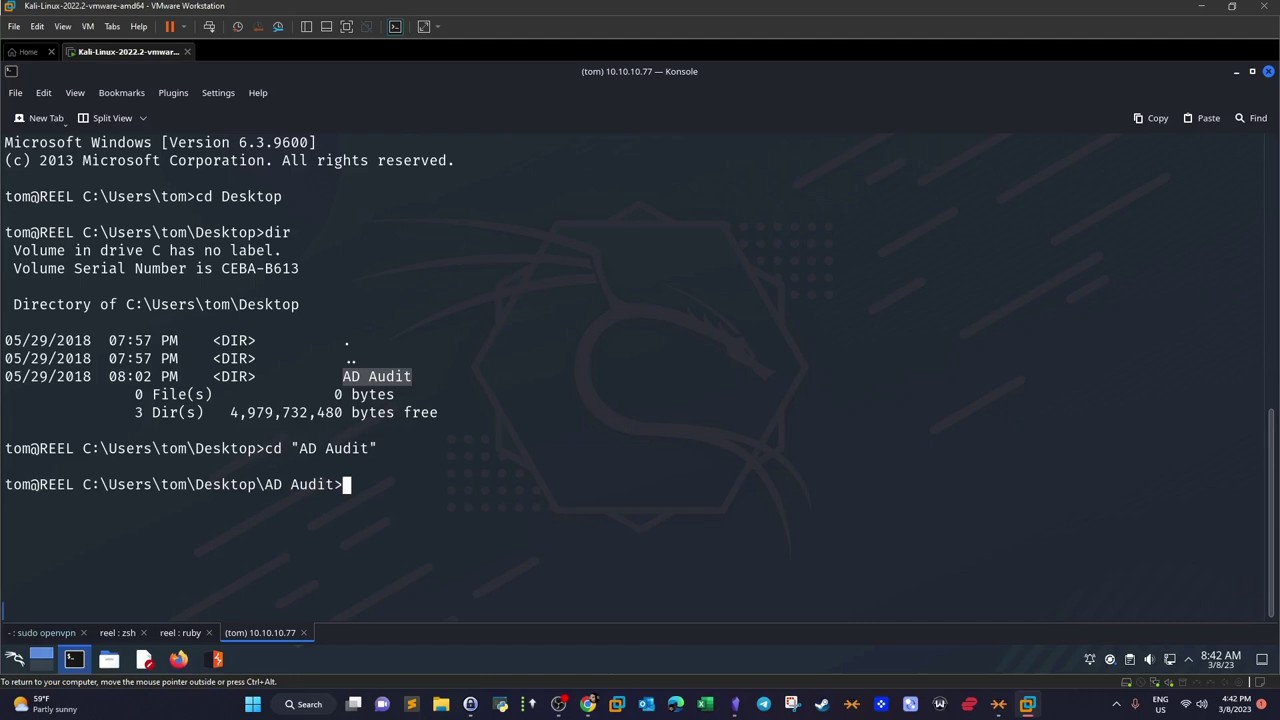 Kali-Linux-2022.2-vmware-amd64 - VMware Workstation
File Edit View VM Tabs Help
Home Kali-Linux-2022.2-vmwar...
(tom) 10.10.10.77 — Konsole
File Edit View Bookmarks Plugins Settings Help
New Tab Split View Copy Paste Find
Microsoft Windows [Version 6.3.9600]
(c) 2013 Microsoft Corporation. All rights reserved.
tom@REEL C:\Users\tom>cd Desktop
tom@REEL C:\Users\tom\Desktop>dir
Volume in drive C has no label.
Volume Serial Number is CEBA-B613
Directory of C:\Users\tom\Desktop
05/29/2018 07:57 PM <DIR> .
05/29/2018 07:57 PM <DIR> ..
05/29/2018 08:02 PM <DIR> AD Audit
0 File(s) 0 bytes
3 Dir(s) 4,979,732,480 bytes free
tom@REEL C:\Users\tom\Desktop>cd "AD Audit"
tom@REEL C:\Users\tom\Desktop\AD Audit>
- : sudo openvpn reel : zsh reel : ruby (tom) 10.10.10.77
8:42 AM
3/8/23
To return to your computer, move the mouse pointer outside or press Ctrl+Alt.
59°F
Partly sunny
Search
ENG
US
4:42 PM
3/8/2023